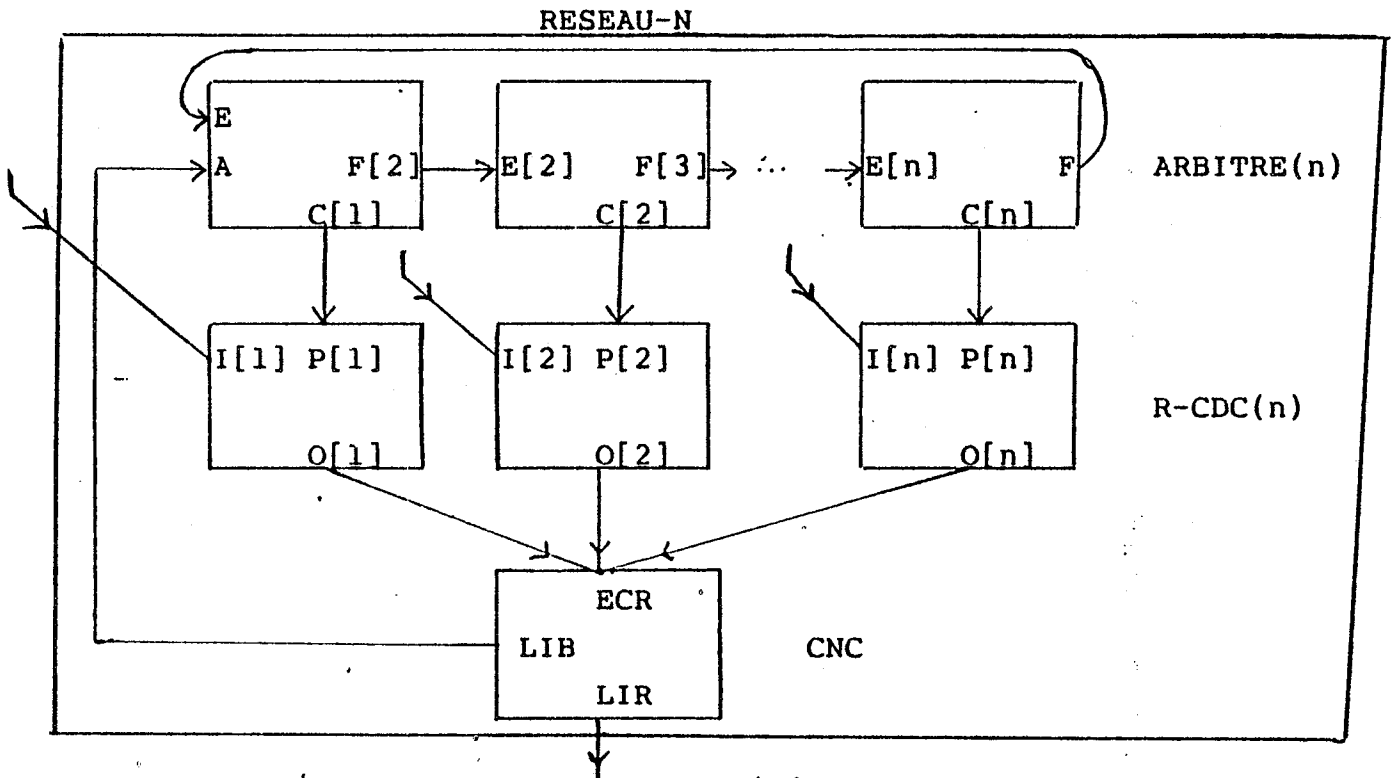 RESEAU-N
E
A F[2] E[2] F[3] ... E[n] F ARBITRE(n)
C[1] C[2] C[n]
I[1] P[1] I[2] P[2] I[n] P[n]
R-CDC(n)
O[1] O[2] O[n]
ECR
LIB CNC
LIR